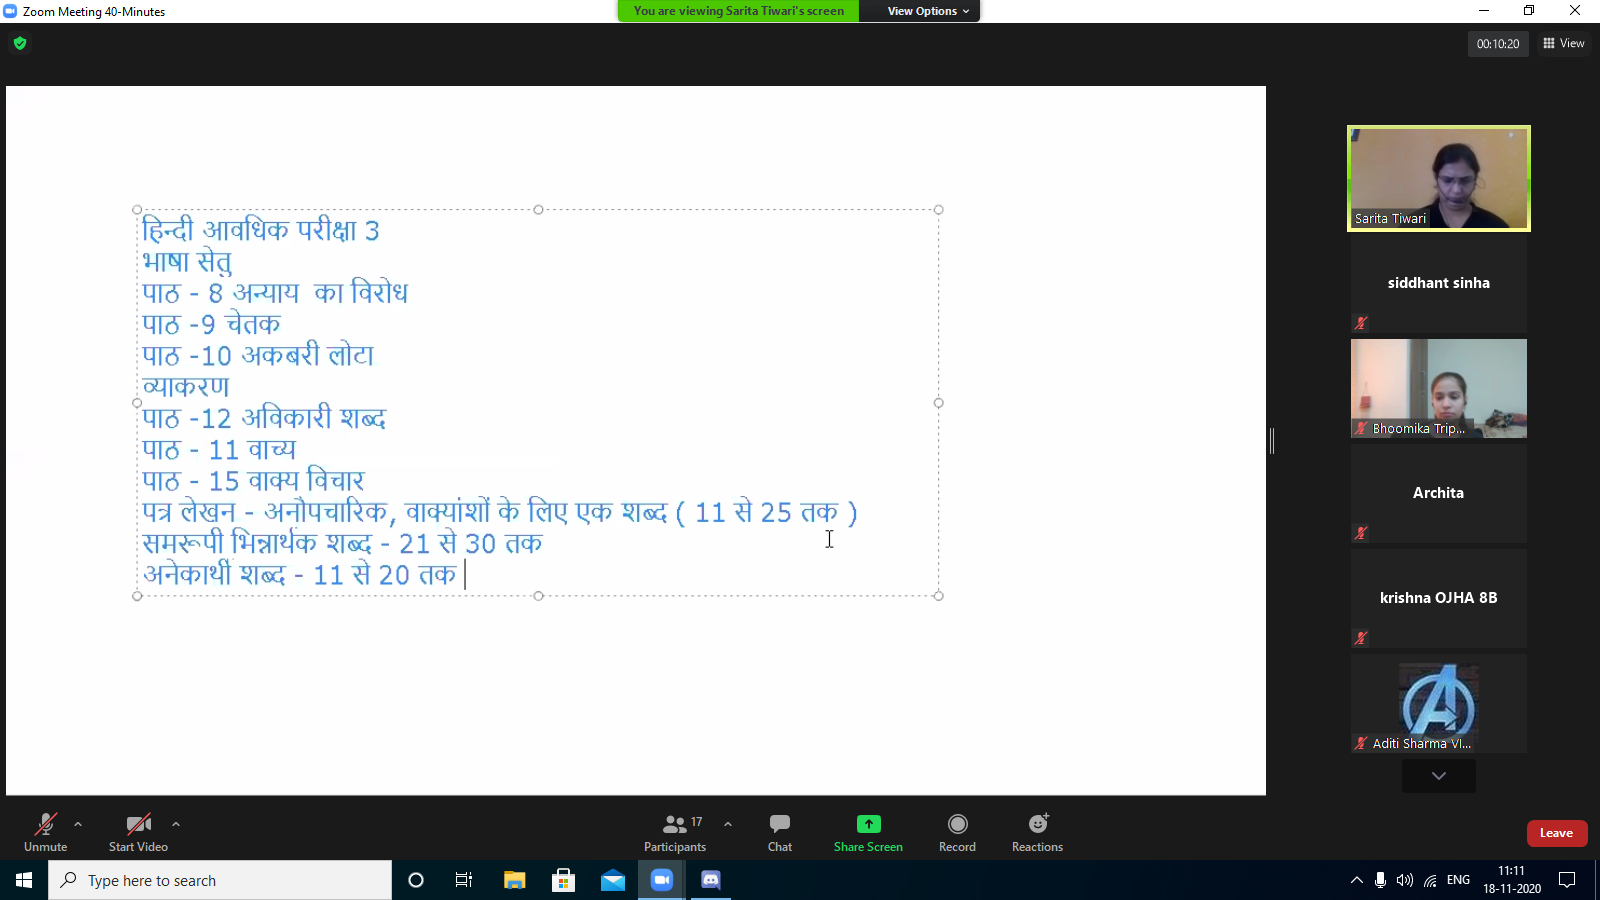 Zoom Meeting 40-Minutes
You are viewing Sarita Tiwari's screen
View Options
00:10:20
View
हिन्दी आवधिक परीक्षा 3
भाषा सेतु
पाठ - 8 अन्याय  का विरोध
पाठ -9 चेतक
पाठ -10 अकबरी लोटा
व्याकरण
पाठ -12 अविकारी शब्द
पाठ - 11 वाच्य
पाठ - 15 वाक्य विचार
पत्र लेखन - अनौपचारिक, वाक्यांशों के लिए एक शब्द ( 11 से 25 तक )
समरूपी भिन्नार्थक शब्द - 21 से 30 तक
अनेकार्थी शब्द - 11 से 20 तक
Sarita Tiwari
siddhant sinha
Bhoomika Trip...
Archita
krishna OJHA 8B
Aditi Sharma VI...
Unmute
Start Video
17
Participants
Chat
Share Screen
Record
Reactions
Leave
Type here to search
ENG
11:11
18-11-2020